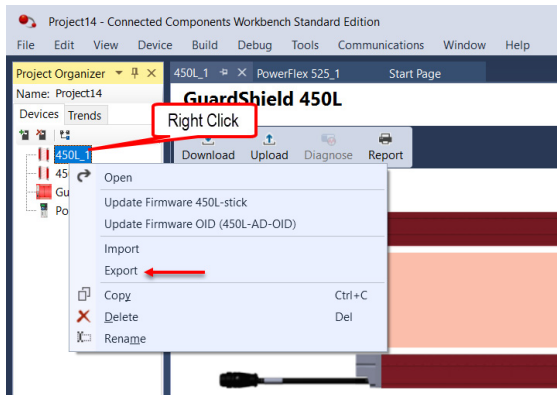 Project14 - Connected Components Workbench Standard Edition
File Edit View Device Build Debug Tools Communications Window Help
Project Organizer
450L_1 PowerFlex 525_1 Start Page
Name: Project14
GuardShield 450L
Devices Trends
Right Click
Download Upload Diagnose Report
450L_1
45
Open
Gu
Po
Update Firmware 450L-stick
Update Firmware OID (450L-AD-OID)
Import
Export
Copy Ctrl+C
Delete Del
Rename